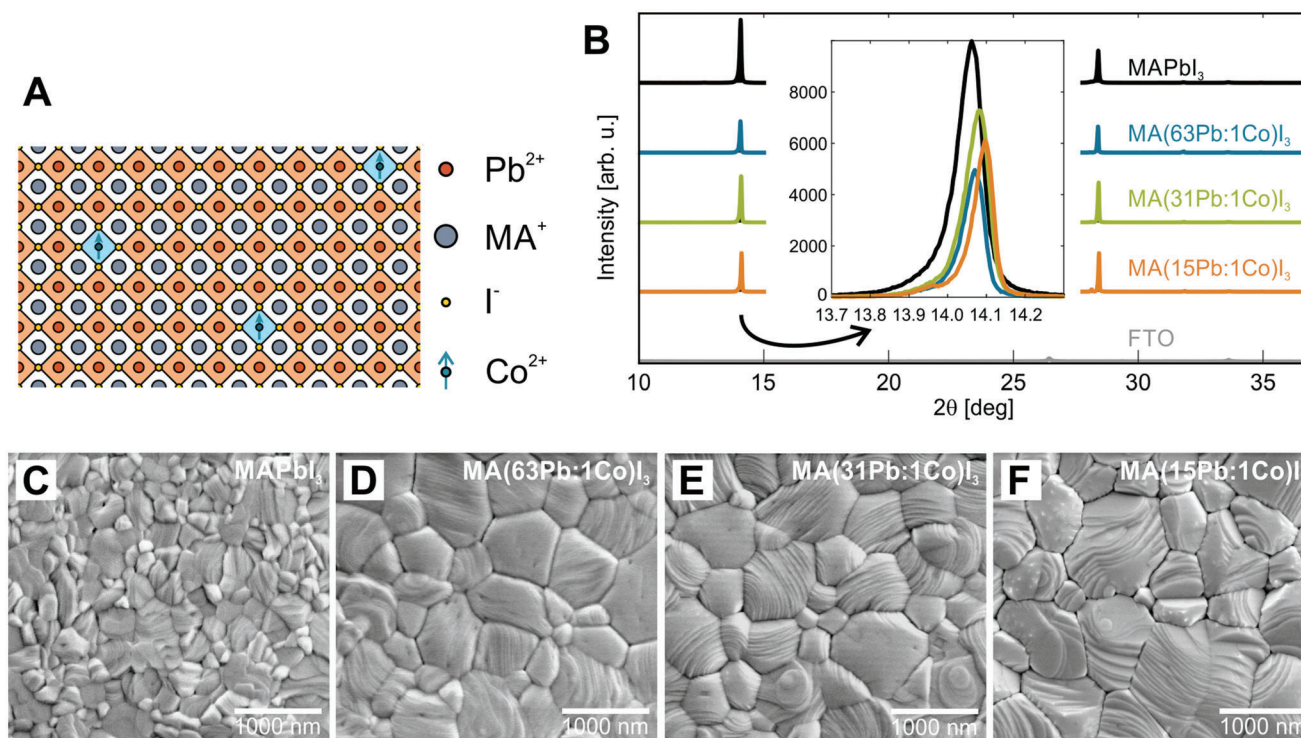 A
Pb²⁺
MA⁺
I⁻
Co²⁺
B
Intensity [arb. u.]
8000
6000
4000
2000
0
13.7 13.8 13.9 14.0 14.1 14.2
MAPbI₃
MA(63Pb:1Co)I₃
MA(31Pb:1Co)I₃
MA(15Pb:1Co)I₃
FTO
10 15 20 25 30 35
2θ [deg]
C MAPbI₃
1000 nm
D MA(63Pb:1Co)I₃
1000 nm
E MA(31Pb:1Co)I₃
1000 nm
F MA(15Pb:1Co)I
1000 nm